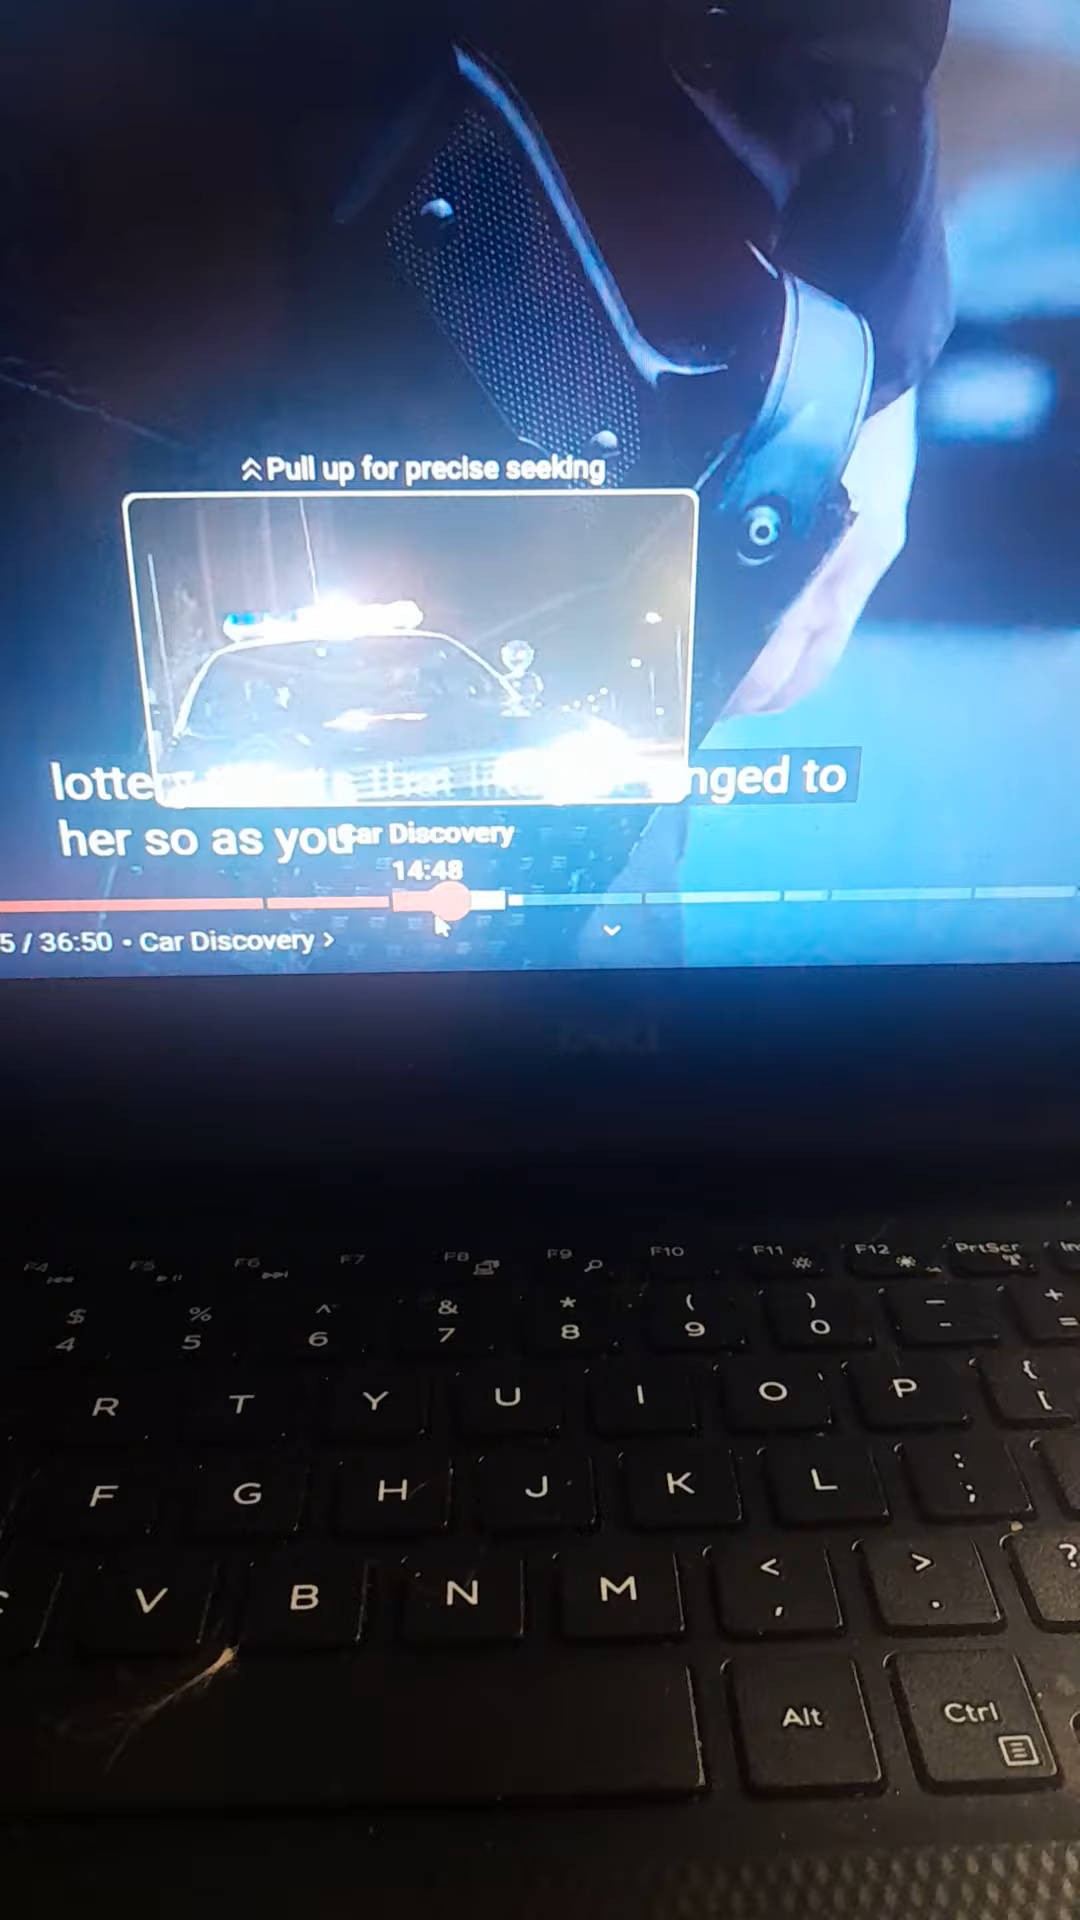 Pull up for precise seeking
nged to
her so as you
Car Discovery
14:48
5 / 36:50 • Car Discovery >
DELL
F4 F5 F6 F7 F8 F9 F10 F11 F12 PrtScr
$ % ^ & * ( ) — +
4 5 6 7 8 9 0 - =
R T Y U I O P { [
F G H J K L : ;
V B N M < , > . ?
Alt Ctrl